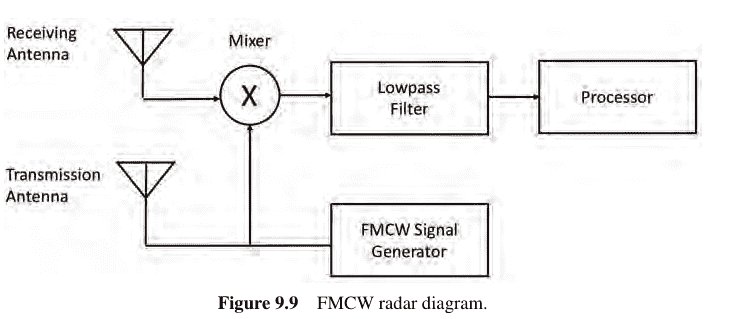 Receiving
Antenna
Mixer
X
Lowpass
Filter
Processor
Transmission
Antenna
FMCW Signal
Generator
Figure 9.9 FMCW radar diagram.